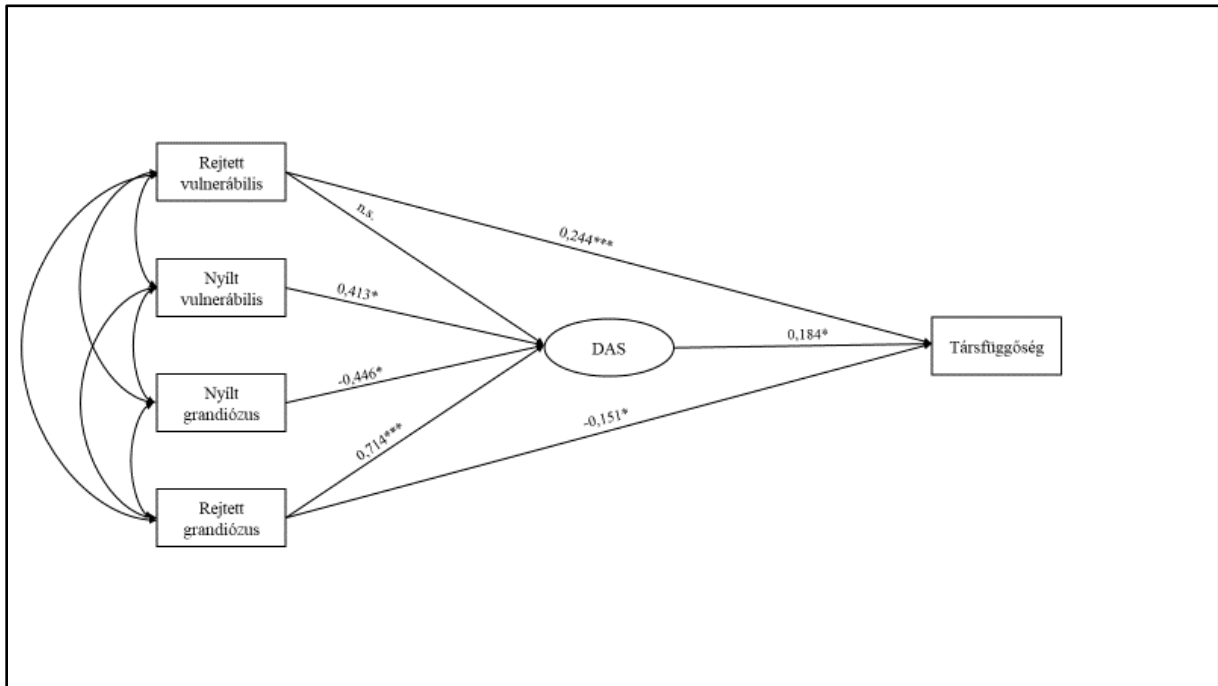 Rejtett
vulnerábilis
n.s.
0,244***
Nyílt
vulnerábilis
0,413*
DAS
0,184*
Társfüggőség
Nyílt
grandiózus
-0,446*
0,714***
-0,151*
Rejtett
grandiózus